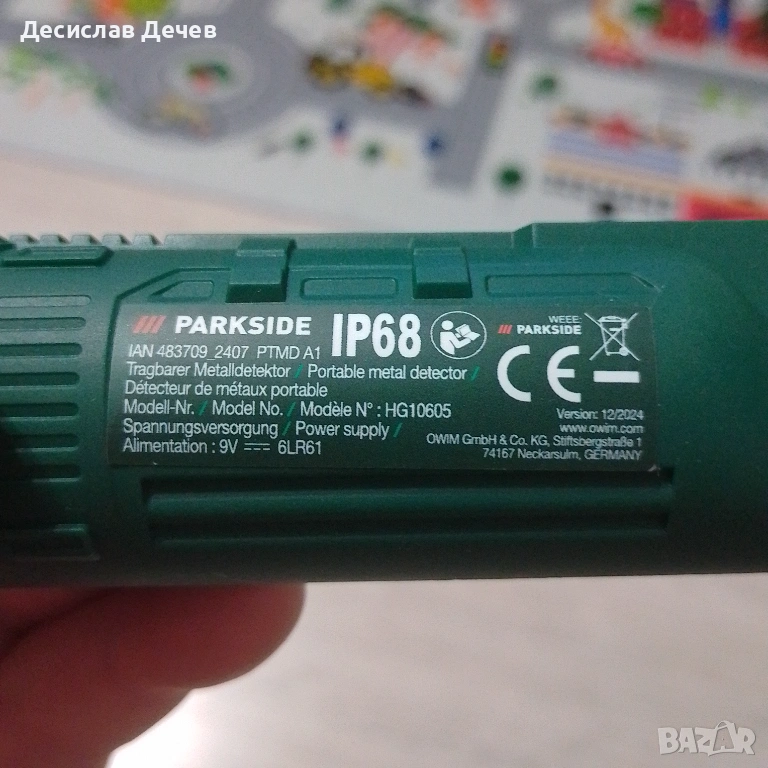 Десислав Дечев
/// PARKSIDE IP68
IAN 483709_2407 PTMD A1
Tragbarer Metalldetektor / Portable metal detector /
Détecteur de métaux portable
Modell-Nr. / Model No. / Modèle N° : HG10605
Spannungsversorgung / Power supply /
Alimentation : 9V ⎓ 6LR61
WEEE:
/// PARKSIDE
CE
Version: 12/2024
www.owim.com
OWIM GmbH & Co. KG, Stiftsbergstraße 1
74167 Neckarsulm, GERMANY
BAZAR